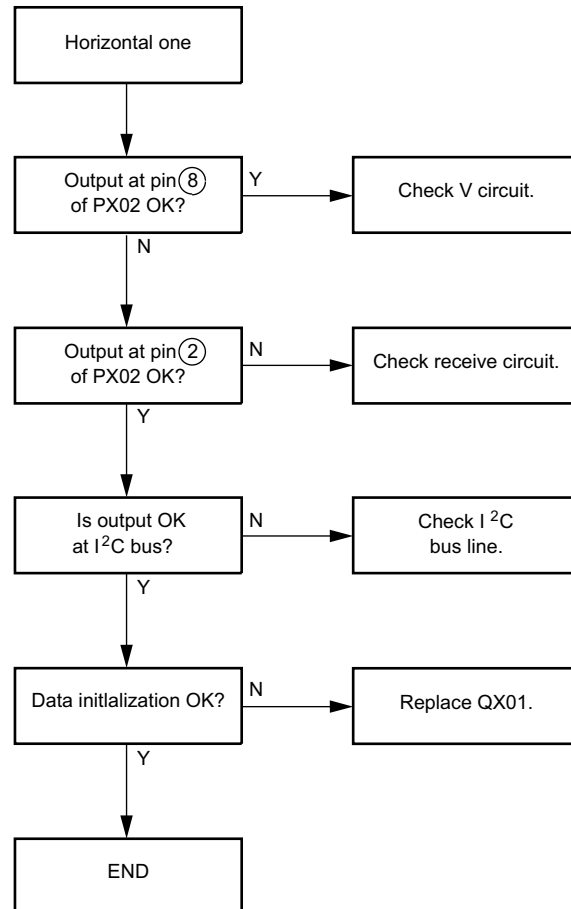 Horizontal one
Output at pin ⑧
of PX02 OK?
Y
Check V circuit.
N
Output at pin ②
of PX02 OK?
N
Check receive circuit.
Y
Is output OK
at I²C bus?
N
Check I ²C
bus line.
Y
Data initlalization OK?
N
Replace QX01.
Y
END